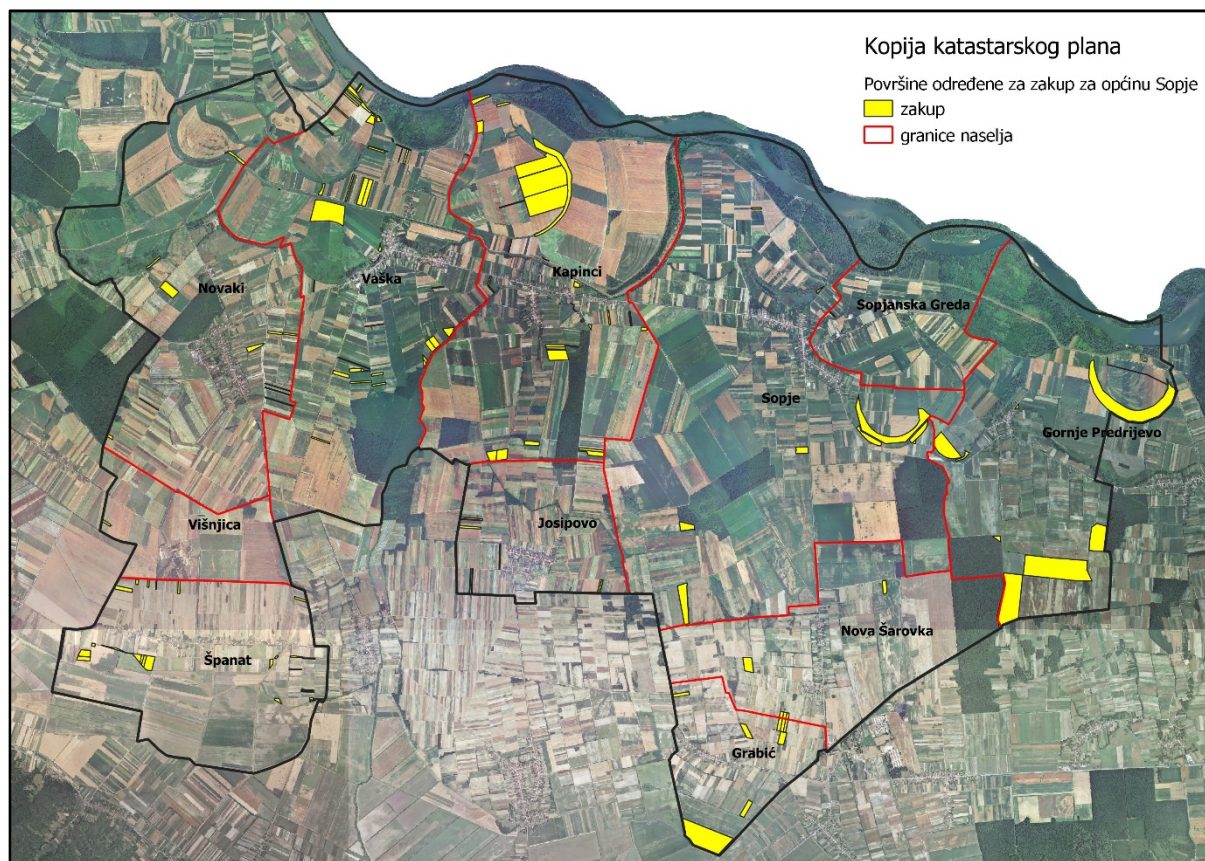 Kopija katastarskog plana
Površine određene za zakup za općinu Sopje
zakup
granice naselja
Novaki
Vaška
Kapinci
Sopjanska Greda
Sopje
Gornje Predrijevo
Višnjica
Josipovo
Nova Šarovka
Španat
Grabić